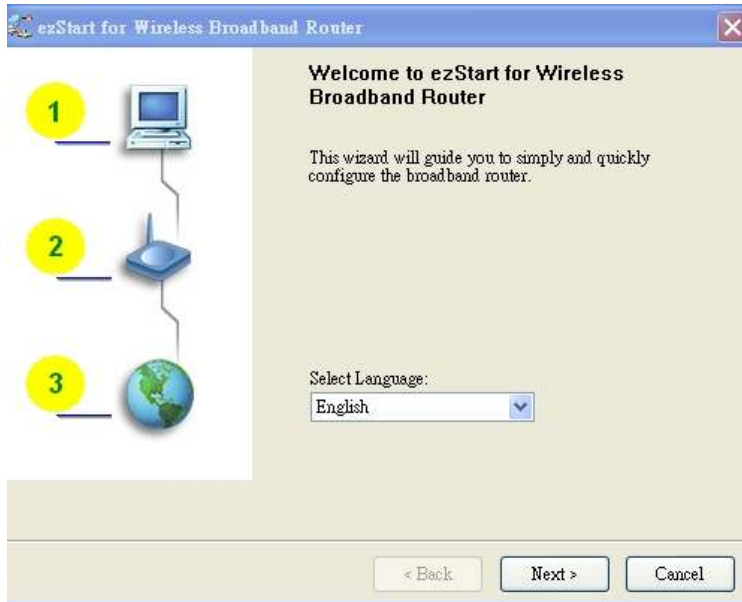 ezStart for Wireless Broadband Router
1
2
3
Welcome to ezStart for Wireless
Broadband Router
This wizard will guide you to simply and quickly
configure the broadband router.
Select Language:
English
< Back
Next >
Cancel